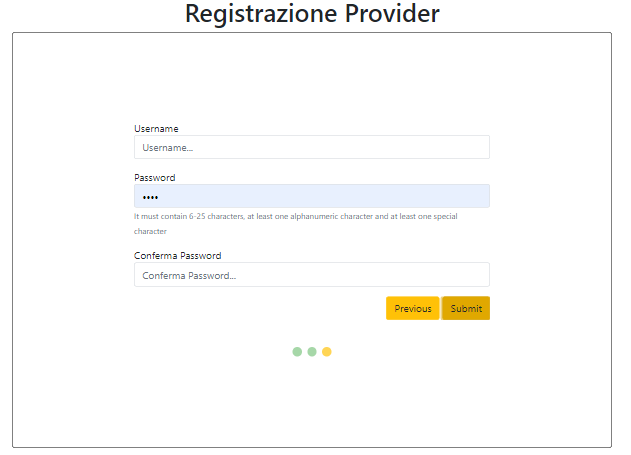 Registrazione Provider
Username
Username...
Password
••••
It must contain 6-25 characters, at least one alphanumeric character and at least one special
character
Conferma Password
Conferma Password...
Previous Submit